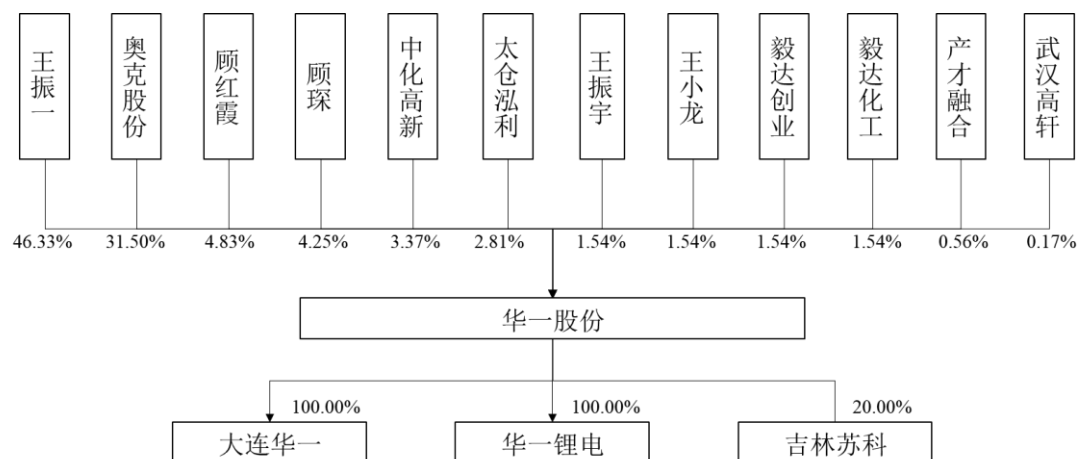 王振一
奥克股份
顾红霞
顾琛
中化高新
太仓泓利
王振宇
王小龙
毅达创业
毅达化工
产才融合
武汉高轩
46.33%
31.50%
4.83%
4.25%
3.37%
2.81%
1.54%
1.54%
1.54%
1.54%
0.56%
0.17%
华一股份
100.00%
100.00%
20.00%
大连华一
华一锂电
吉林苏科